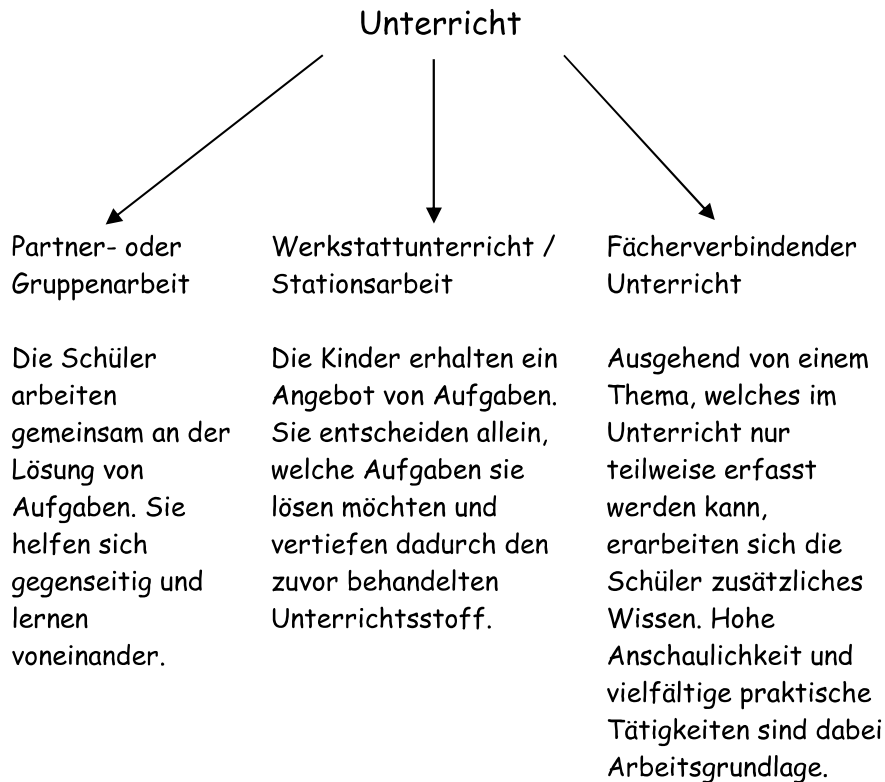 Unterricht
Partner- oder
Gruppenarbeit
Die Schüler
arbeiten
gemeinsam an der
Lösung von
Aufgaben. Sie
helfen sich
gegenseitig und
lernen
voneinander.
Werkstattunterricht /
Stationsarbeit
Die Kinder erhalten ein
Angebot von Aufgaben.
Sie entscheiden allein,
welche Aufgaben sie
lösen möchten und
vertiefen dadurch den
zuvor behandelten
Unterrichtsstoff.
Fächerverbindender
Unterricht
Ausgehend von einem
Thema, welches im
Unterricht nur
teilweise erfasst
werden kann,
erarbeiten sich die
Schüler zusätzliches
Wissen. Hohe
Anschaulichkeit und
vielfältige praktische
Tätigkeiten sind dabei
Arbeitsgrundlage.